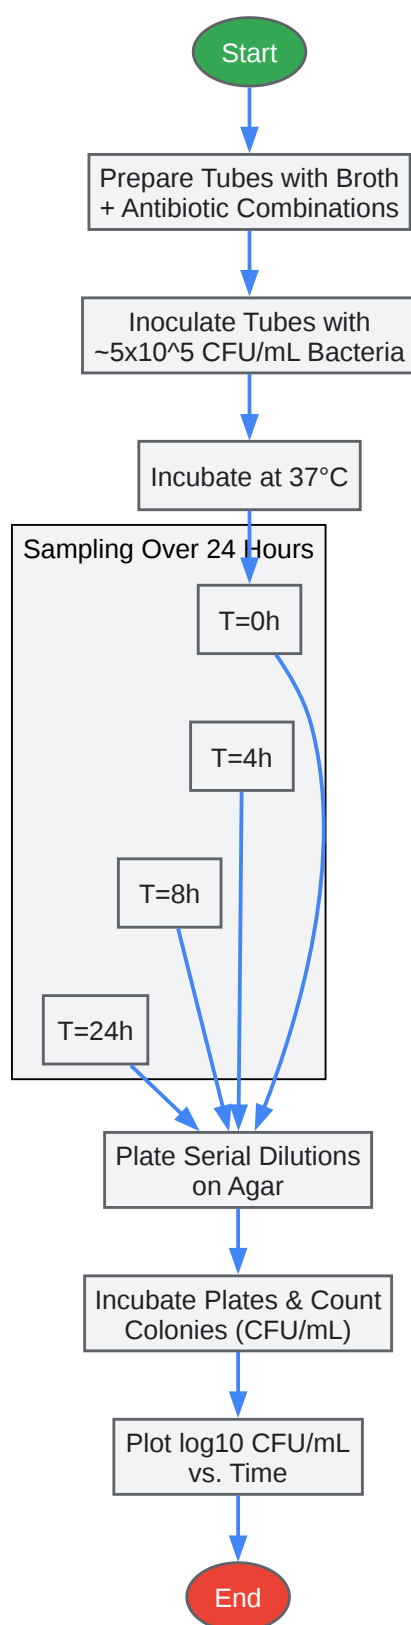 Start
Prepare Tubes with Broth
+ Antibiotic Combinations
Inoculate Tubes with
~5x10^5 CFU/mL Bacteria
Incubate at 37°C
Sampling Over 24 Hours
T=0h
T=4h
T=8h
T=24h
Plate Serial Dilutions
on Agar
Incubate Plates & Count
Colonies (CFU/mL)
Plot log10 CFU/mL
vs. Time
End